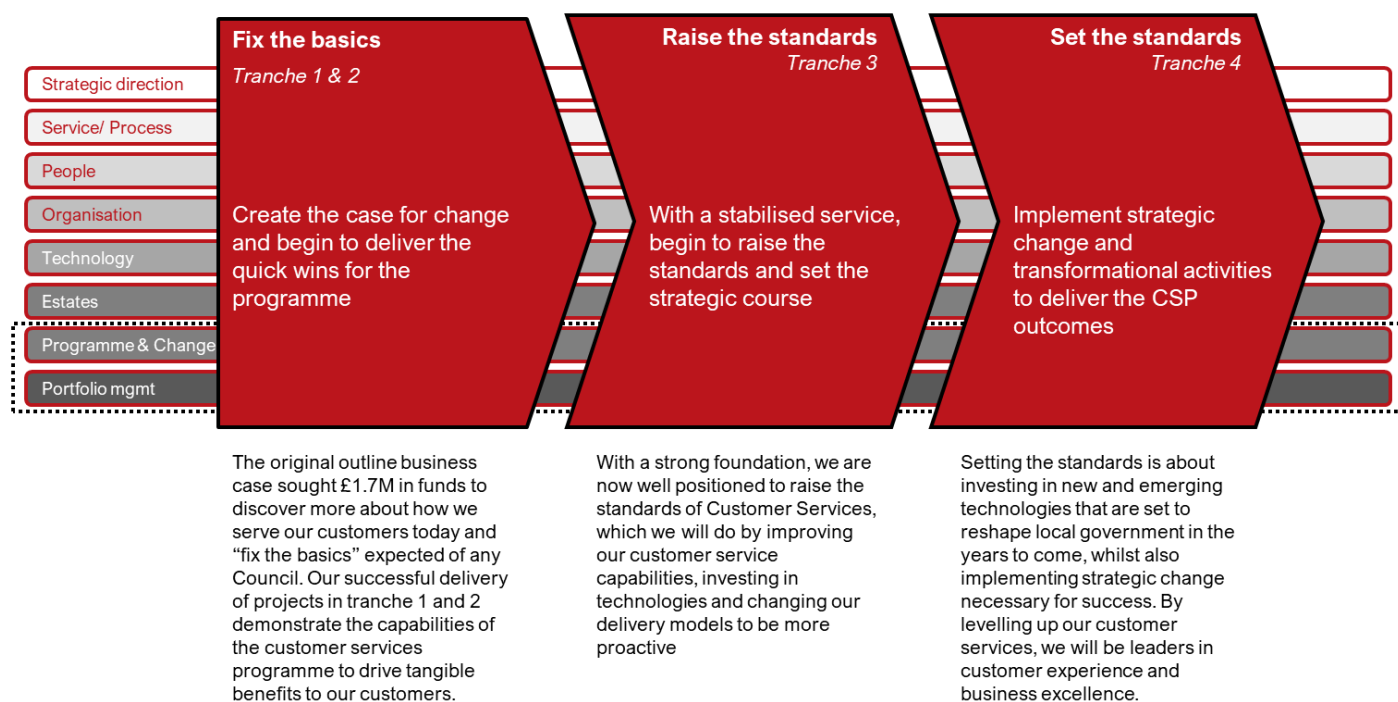 Fix the basics
Tranche 1 & 2
Raise the standards
Tranche 3
Set the standards
Tranche 4
Strategic direction
Service/ Process
People
Organisation
Technology
Estates
Programme & Change
Portfolio mgmt
Create the case for change
and begin to deliver the
quick wins for the
programme
With a stabilised service,
begin to raise the
standards and set the
strategic course
Implement strategic
change and
transformational activities
to deliver the CSP
outcomes
The original outline business
case sought £1.7M in funds to
discover more about how we
serve our customers today and
“fix the basics” expected of any
Council. Our successful delivery
of projects in tranche 1 and 2
demonstrate the capabilities of
the customer services
programme to drive tangible
benefits to our customers.
With a strong foundation, we are
now well positioned to raise the
standards of Customer Services,
which we will do by improving
our customer service
capabilities, investing in
technologies and changing our
delivery models to be more
proactive
Setting the standards is about
investing in new and emerging
technologies that are set to
reshape local government in the
years to come, whilst also
implementing strategic change
necessary for success. By
levelling up our customer
services, we will be leaders in
customer experience and
business excellence.